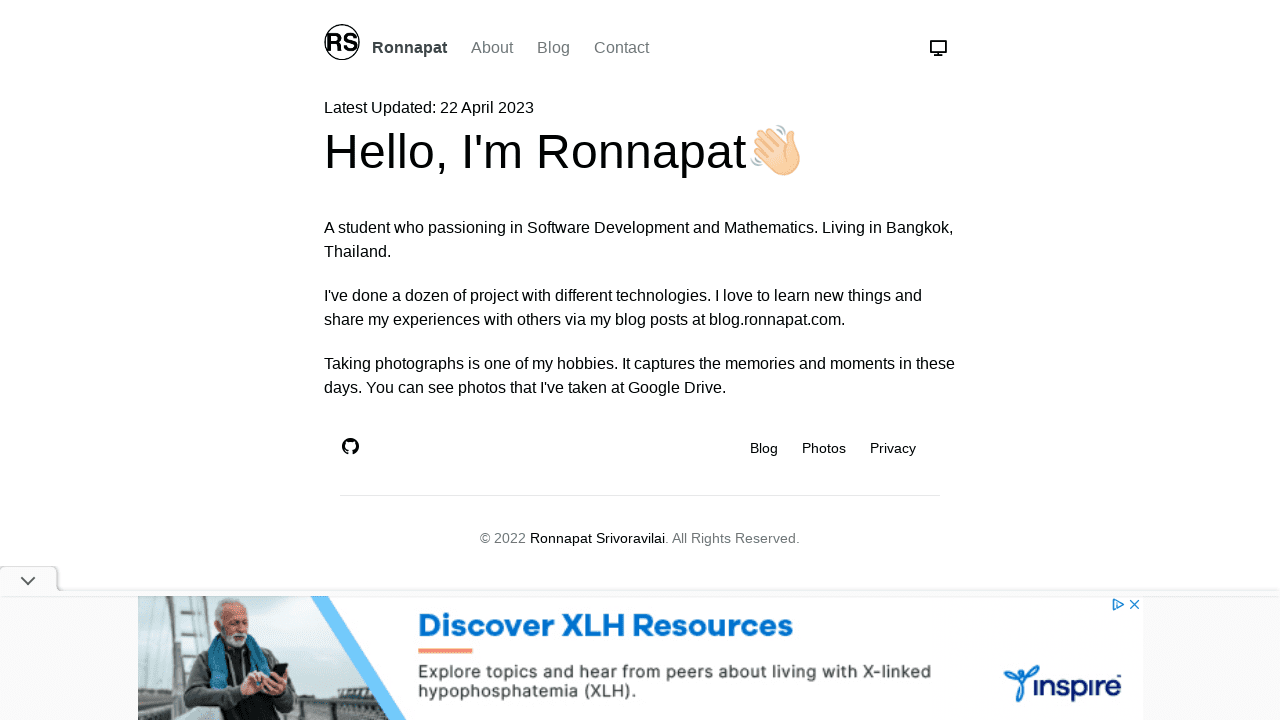 RS Ronnapat About Blog Contact
Latest Updated: 22 April 2023
Hello, I'm Ronnapat👋🏻
A student who passioning in Software Development and Mathematics. Living in Bangkok,
Thailand.
I've done a dozen of project with different technologies. I love to learn new things and
share my experiences with others via my blog posts at blog.ronnapat.com.
Taking photographs is one of my hobbies. It captures the memories and moments in these
days. You can see photos that I've taken at Google Drive.
Blog Photos Privacy
© 2022 Ronnapat Srivoravilai. All Rights Reserved.
Discover XLH Resources
Explore topics and hear from peers about living with X-linked
hypophosphatemia (XLH).
inspire